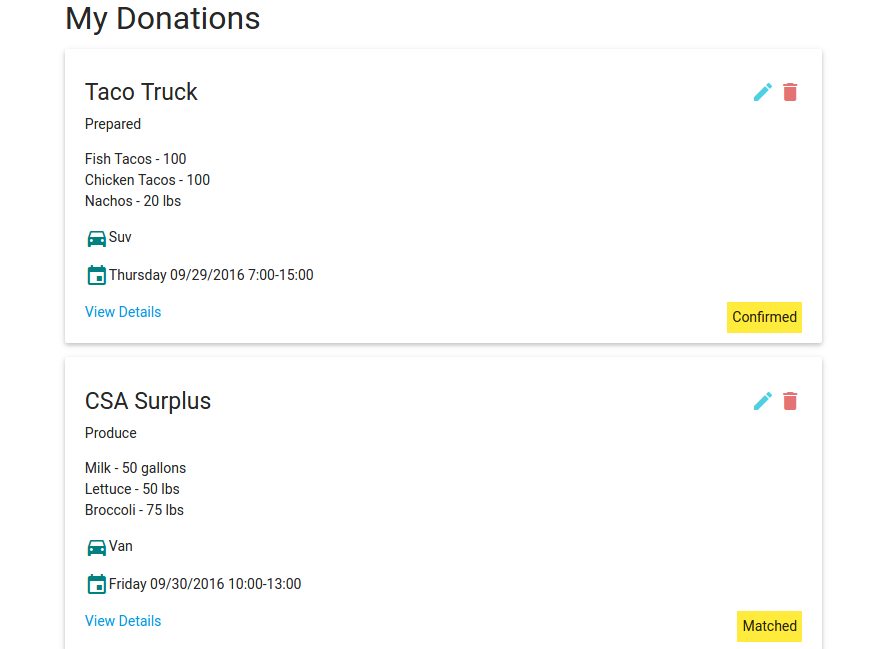 My Donations
Taco Truck
Prepared
Fish Tacos - 100
Chicken Tacos - 100
Nachos - 20 lbs
Suv
Thursday 09/29/2016 7:00-15:00
View Details
Confirmed
CSA Surplus
Produce
Milk - 50 gallons
Lettuce - 50 lbs
Broccoli - 75 lbs
Van
Friday 09/30/2016 10:00-13:00
View Details
Matched